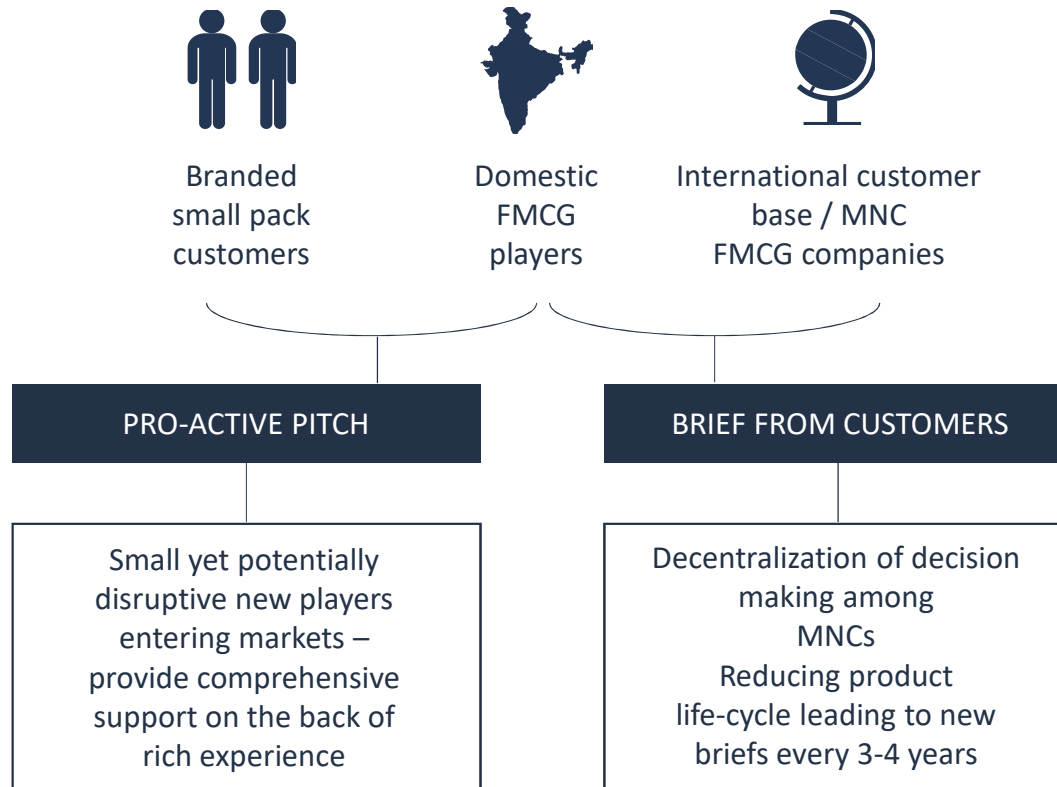 Branded
small pack
customers
Domestic
FMCG
players
International customer
base / MNC
FMCG companies
PRO-ACTIVE PITCH
BRIEF FROM CUSTOMERS
Small yet potentially
disruptive new players
entering markets –
provide comprehensive
support on the back of
rich experience
Decentralization of decision
making among
MNCs
Reducing product
life-cycle leading to new
briefs every 3-4 years